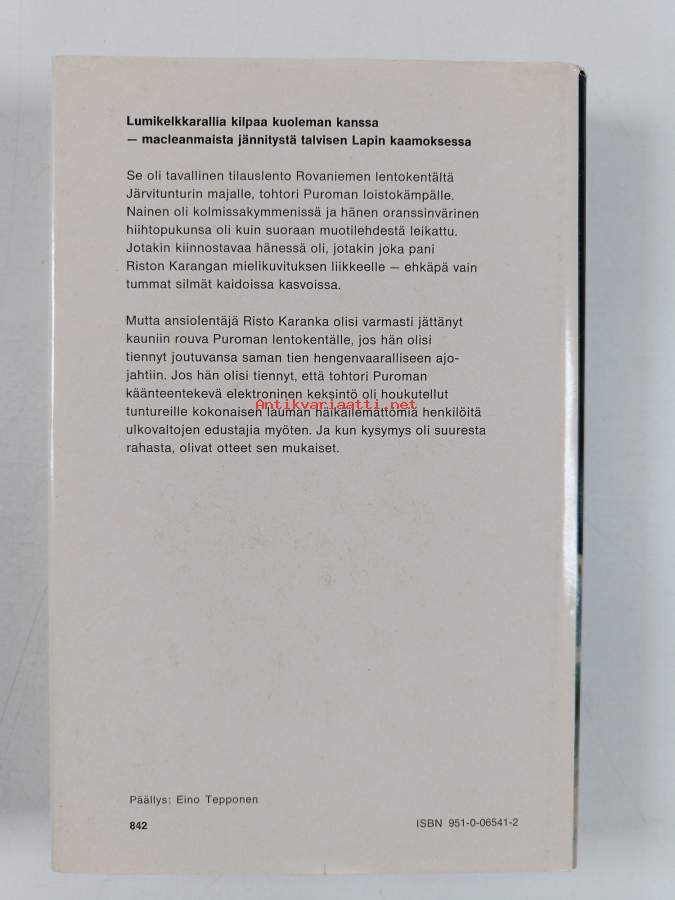 Lumikelkkarallia kilpaa kuoleman kanssa
— macleanmaista jännitystä talvisen Lapin kaamoksessa
Se oli tavallinen tilauslento Rovaniemen lentokentältä
Järvitunturin majalle, tohtori Puroman loistokämpälle.
Nainen oli kolmissakymmenissä ja hänen oranssinvärinen
hiihtopukunsa oli kuin suoraan muotilehdestä leikattu.
Jotakin kiinnostavaa hänessä oli, jotakin joka pani
Riston Karangan mielikuvituksen liikkeelle — ehkäpä vain
tummat silmät kaidoissa kasvoissa.
Mutta ansiolentäjä Risto Karanka olisi varmasti jättänyt
kauniin rouva Puroman lentokentälle, jos hän olisi
tiennyt joutuvansa saman tien hengenvaaralliseen ajo-
jahtiin. Jos hän olisi tiennyt, että tohtori Puroman
käänteentekevä elektroninen keksintö oli houkutellut
Antikvariaatti.net
tuntureille kokonaisen lauman häikäilemättömiä henkilöitä
ulkovaltojen edustajia myöten. Ja kun kysymys oli suuresta
rahasta, olivat otteet sen mukaiset.
Päällys: Eino Tepponen
842
ISBN 951-0-06541-2